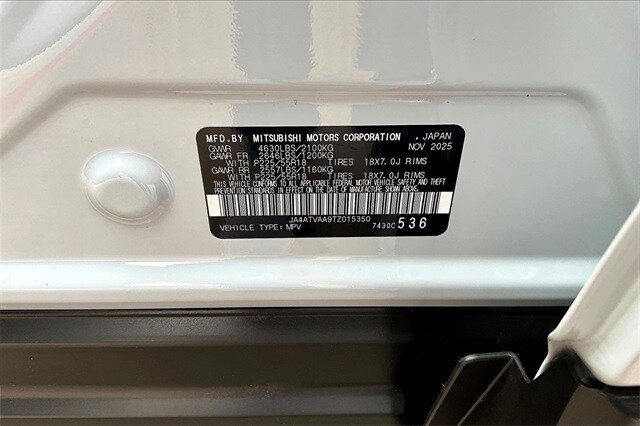 MFD.BY MITSUBISHI MOTORS CORPORATION . JAPAN
GVWR 4630LBS/2100KG NOV 2025
GAWR FR 2646LBS/1200KG
WITH P225/55R18 TIRES 18X7.0J RIMS
GAWR RR 2557LBS/1160KG
WITH P225/55R18 TIRES 18X7.0J RIMS
THIS VEHICLE CONFORMS TO ALL APPLICABLE FEDERAL MOTOR VEHICLE SAFETY AND THEFT PREVENTION STANDARDS IN
EFFECT ON THE DATE OF MANUFACTURE SHOWN ABOVE.
JA4ATVAA9TZ015350
VEHICLE TYPE: MPV 7430C 536